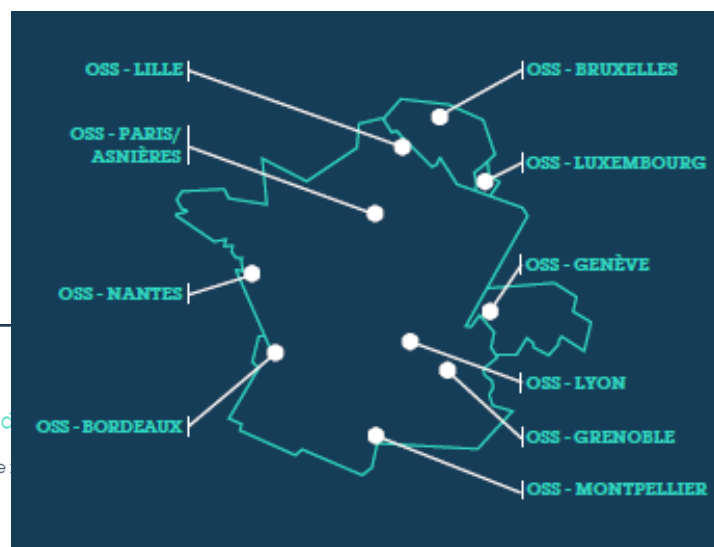 OSS - LILLE
OSS - BRUXELLES
OSS - PARIS/
ASNIÈRES
OSS - LUXEMBOURG
OSS - GENÈVE
OSS - NANTES
OSS - LYON
OSS - BORDEAUX
OSS - GRENOBLE
OSS - MONTPELLIER